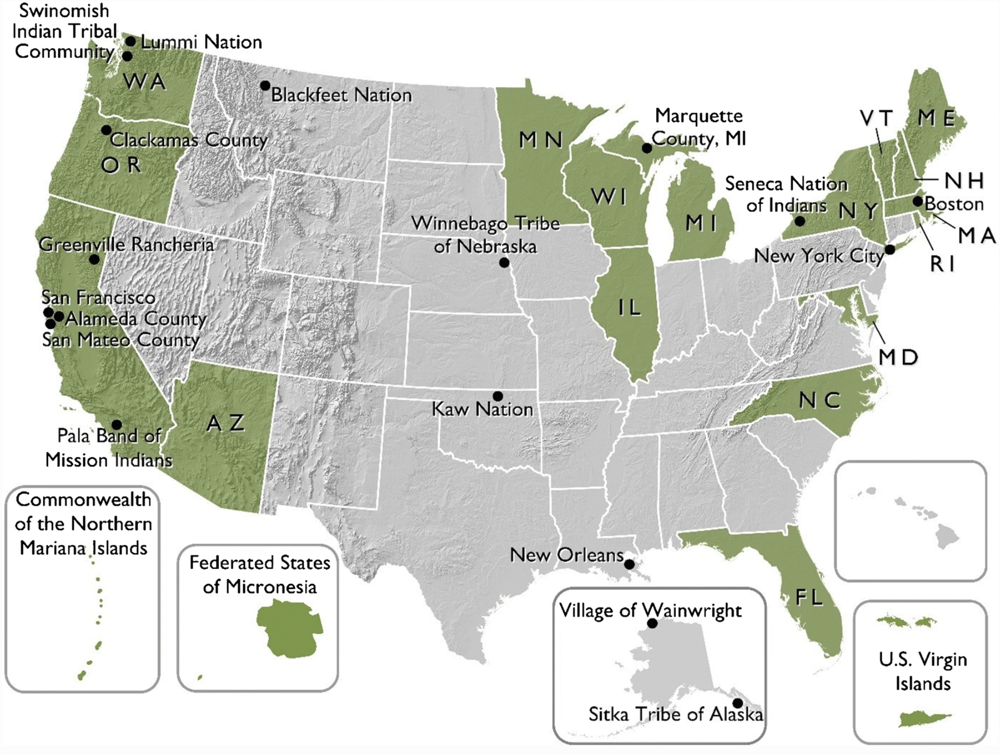 Swinomish
Indian Tribal
Community
Lummi Nation
WA
Blackfeet Nation
Clackamas County
OR
MN
Marquette
County, MI
WI
MI
VT
ME
NH
Seneca Nation
of Indians
NY
Boston
MA
RI
New York City
Winnebago Tribe
of Nebraska
Greenville Rancheria
San Francisco
Alameda County
San Mateo County
IL
MD
NC
Kaw Nation
AZ
Pala Band of
Mission Indians
Commonwealth
of the Northern
Mariana Islands
Federated States
of Micronesia
New Orleans
FL
Village of Wainwright
Sitka Tribe of Alaska
U.S. Virgin
Islands